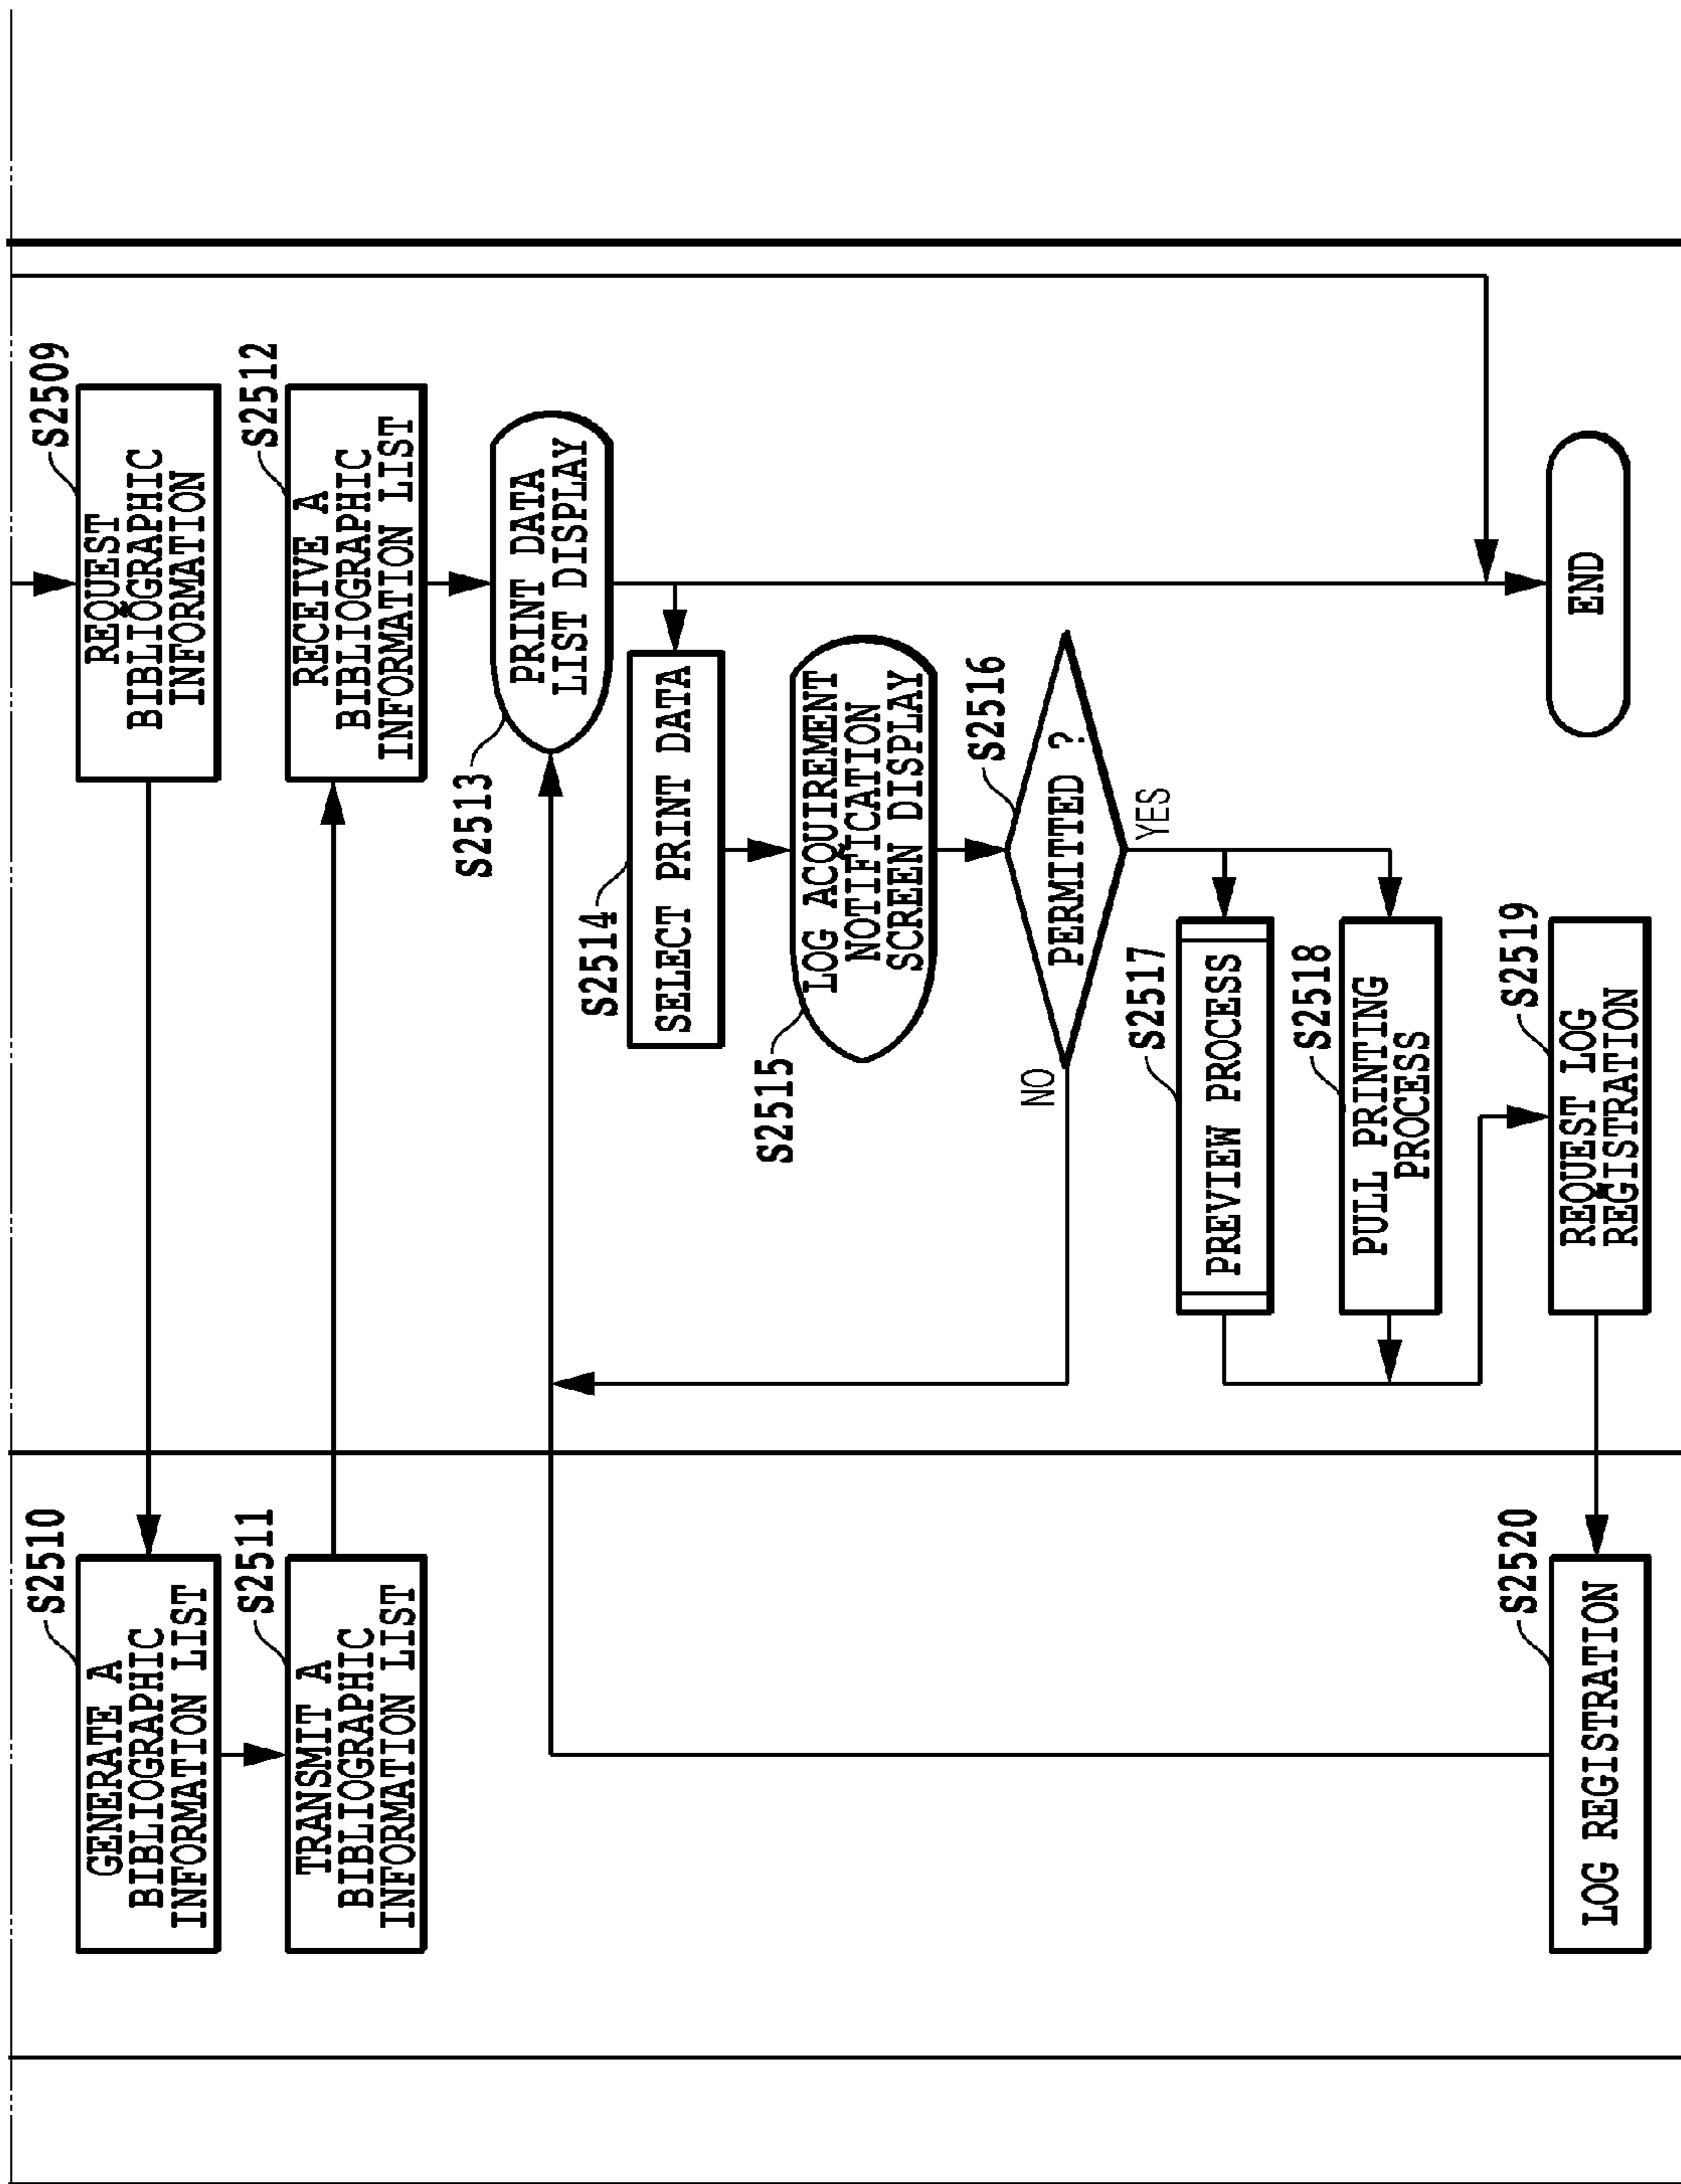 S2509
REQUEST
BIBLIOGRAPHIC
INFORMATION
S2510
GENERATE A
BIBLIOGRAPHIC
INFORMATION LIST
S2511
TRANSMIT A
BIBLIOGRAPHIC
INFORMATION LIST
S2512
RECEIVE A
BIBLIOGRAPHIC
INFORMATION LIST
S2513
PRINT DATA
LIST DISPLAY
S2514
SELECT PRINT DATA
S2515
LOG ACQUIREMENT
NOTIFICATION
SCREEN DISPLAY
S2516
PERMITTED ?
NO
YES
S2517
PREVIEW PROCESS
S2518
PULL PRINTING
PROCESS
S2519
REQUEST LOG
REGISTRATION
S2520
LOG REGISTRATION
END